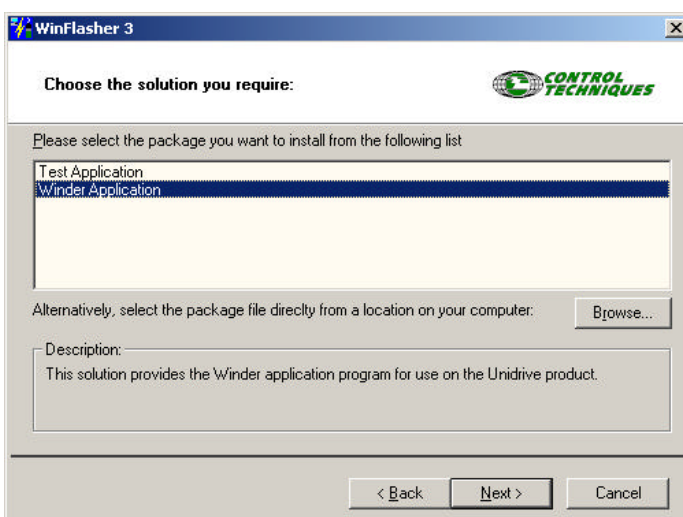 WinFlasher 3
Choose the solution you require:
CONTROL
TECHNIQUES
Please select the package you want to install from the following list
Test Application
Winder Application
Alternatively, select the package file direclty from a location on your computer:
Browse...
Description:
This solution provides the Winder application program for use on the Unidrive product.
< Back
Next >
Cancel